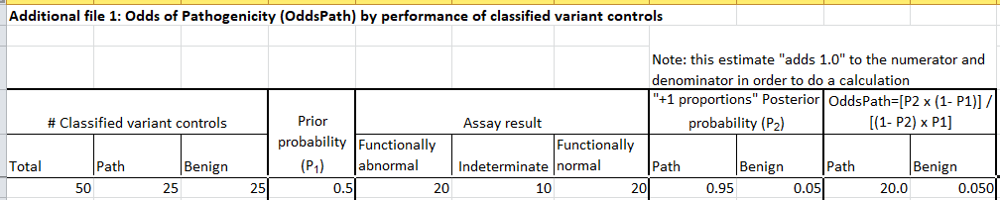 Additional file 1: Odds of Pathogenicity (OddsPath) by performance of classified variant controls
Note: this estimate "adds 1.0" to the numerator and
denominator in order to do a calculation
# Classified variant controls
Prior
probability
(P₁)
Assay result
"+1 proportions" Posterior
probability (P₂)
OddsPath=[P2 x (1- P1)] /
[(1- P2) x P1]
Total Path Benign
Functionally
abnormal
Indeterminate
Functionally
normal
Path Benign Path Benign
50 25 25 0.5 20 10 20 0.95 0.05 20.0 0.050